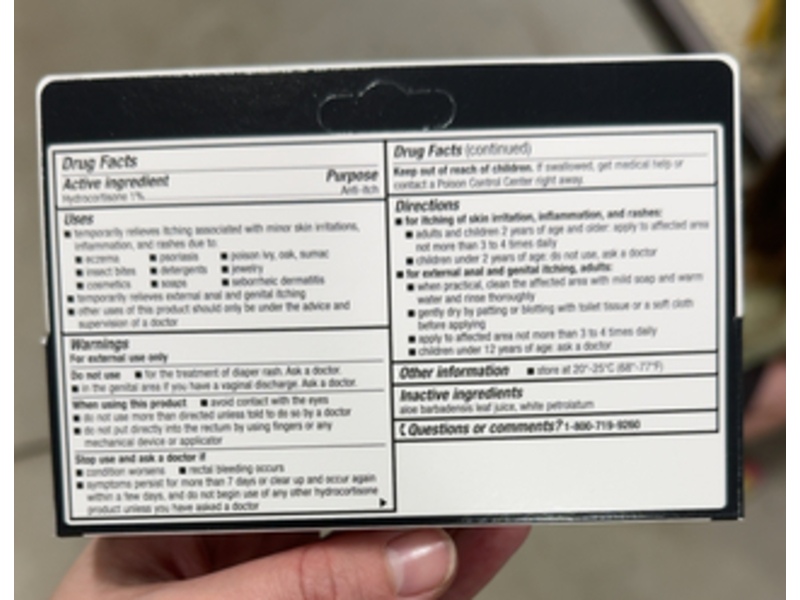 Drug Facts
Active ingredient Purpose
Hydrocortisone 1% Anti-itch
Uses
■ temporarily relieves itching associated with minor skin irritations,
inflammation, and rashes due to:
■ eczema ■ psoriasis ■ poison ivy, oak, sumac
■ insect bites ■ detergents ■ jewelry
■ cosmetics ■ soaps ■ seborrheic dermatitis
■ temporarily relieves external anal and genital itching
■ other uses of this product should only be under the advice and
supervision of a doctor
Warnings
For external use only
Do not use ■ for the treatment of diaper rash. Ask a doctor.
■ in the genital area if you have a vaginal discharge. Ask a doctor.
When using this product ■ avoid contact with the eyes
■ do not use more than directed unless told to do so by a doctor
■ do not put directly into the rectum by using fingers or any
mechanical device or applicator
Stop use and ask a doctor if
■ condition worsens ■ rectal bleeding occurs
■ symptoms persist for more than 7 days or clear up and occur again
within a few days, and do not begin use of any other hydrocortisone
product unless you have asked a doctor
Drug Facts (continued)
Keep out of reach of children. If swallowed, get medical help or
contact a Poison Control Center right away.
Directions
■ for itching of skin irritation, inflammation, and rashes:
■ adults and children 2 years of age and older: apply to affected area
not more than 3 to 4 times daily
■ children under 2 years of age: do not use, ask a doctor
■ for external anal and genital itching, adults:
■ when practical, clean the affected area with mild soap and warm
water and rinse thoroughly
■ gently dry by patting or blotting with toilet tissue or a soft cloth
before applying
■ apply to affected area not more than 3 to 4 times daily
■ children under 12 years of age: ask a doctor
Other information ■ store at 20°-25°C (68°-77°F)
Inactive ingredients
aloe barbadensis leaf juice, white petrolatum
Questions or comments? 1-800-719-9260